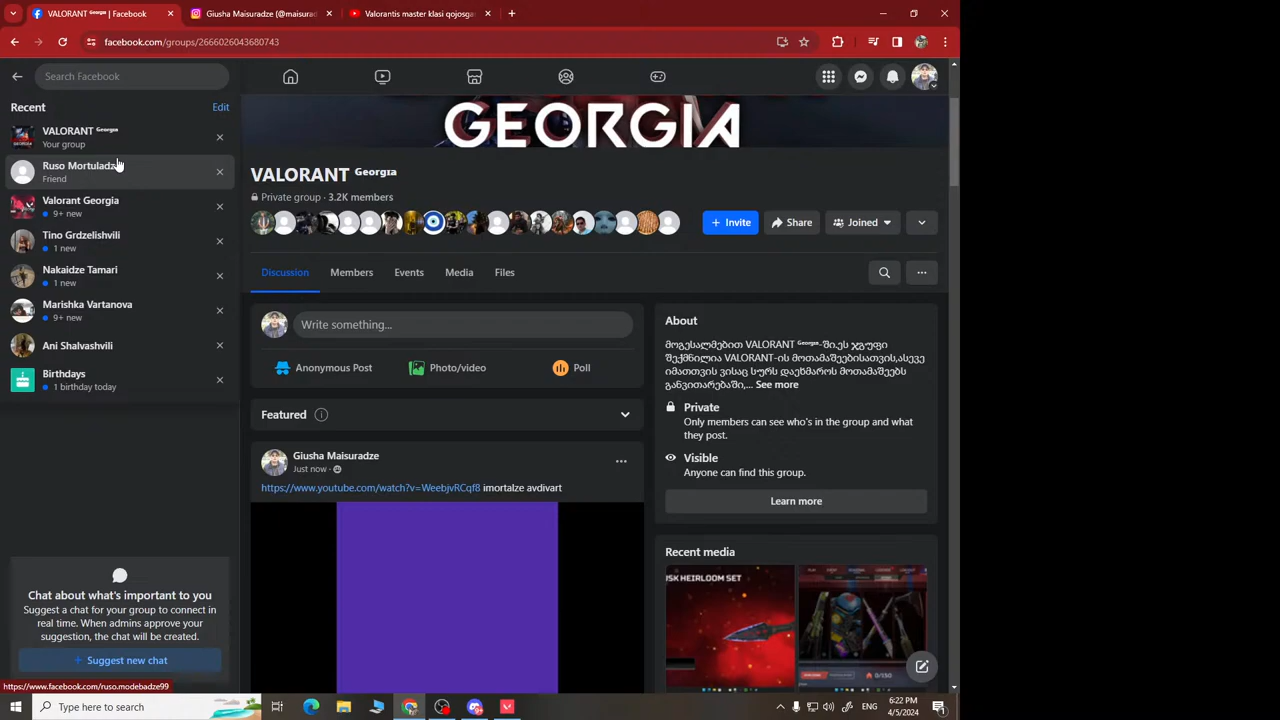 VALORANT Georgia | Facebook
Giusha Maisuradze (@maisurad
Valorantis master klasi qojosga
facebook.com/groups/2666026043680743
Search Facebook
Recent
Edit
VALORANT Georgia
Your group
Ruso Mortuladz
Friend
Valorant Georgia
9+ new
Tino Grdzelishvili
1 new
Nakaidze Tamari
1 new
Marishka Vartanova
9+ new
Ani Shalvashvili
Birthdays
1 birthday today
Chat about what's important to you
Suggest a chat for your group to connect in
real time. When admins approve your
suggestion, the chat will be created.
+ Suggest new chat
https://www.facebook.com/ruso.modebadze99
GEORGIA
VALORANT Georgia
Private group · 3.2K members
+ Invite
Share
Joined
Discussion
Members
Events
Media
Files
Write something...
Anonymous Post
Photo/video
Poll
Featured
Giusha Maisuradze
Just now ·
https://www.youtube.com/watch?v=WeebjvRCqf8 imortalze avdivart
About
მოგესალმებით VALORANT Georgia-ში.ეს ჯგუფი
შექმნილია VALORANT-ის მოთამაშეებისათვის,ასევე
იმათთვის ვისაც სურს დაეხმაროს მოთამაშეებს
განვითარებაში,... See more
Private
Only members can see who's in the group and what
they post.
Visible
Anyone can find this group.
Learn more
Recent media
SK HEIRLOOM SET
0/150
Type here to search
ENG
6:22 PM
4/5/2024